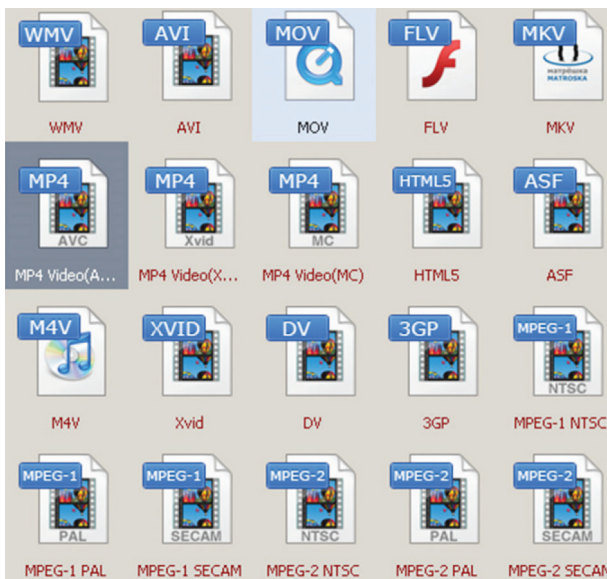 WMV AVI MOV FLV MKV
матрёшка
MATROSKA
WMV AVI MOV FLV MKV
MP4 MP4 MP4 HTML5 ASF
AVC Xvid MC
MP4 Video(A... MP4 Video(X... MP4 Video(MC) HTML5 ASF
M4V XVID DV 3GP MPEG-1
NTSC
M4V Xvid DV 3GP MPEG-1 NTSC
MPEG-1 MPEG-1 MPEG-2 MPEG-2 MPEG-2
PAL SECAM NTSC PAL SECAM
MPEG-1 PAL MPEG-1 SECAM MPEG-2 NTSC MPEG-2 PAL MPEG-2 SECAM